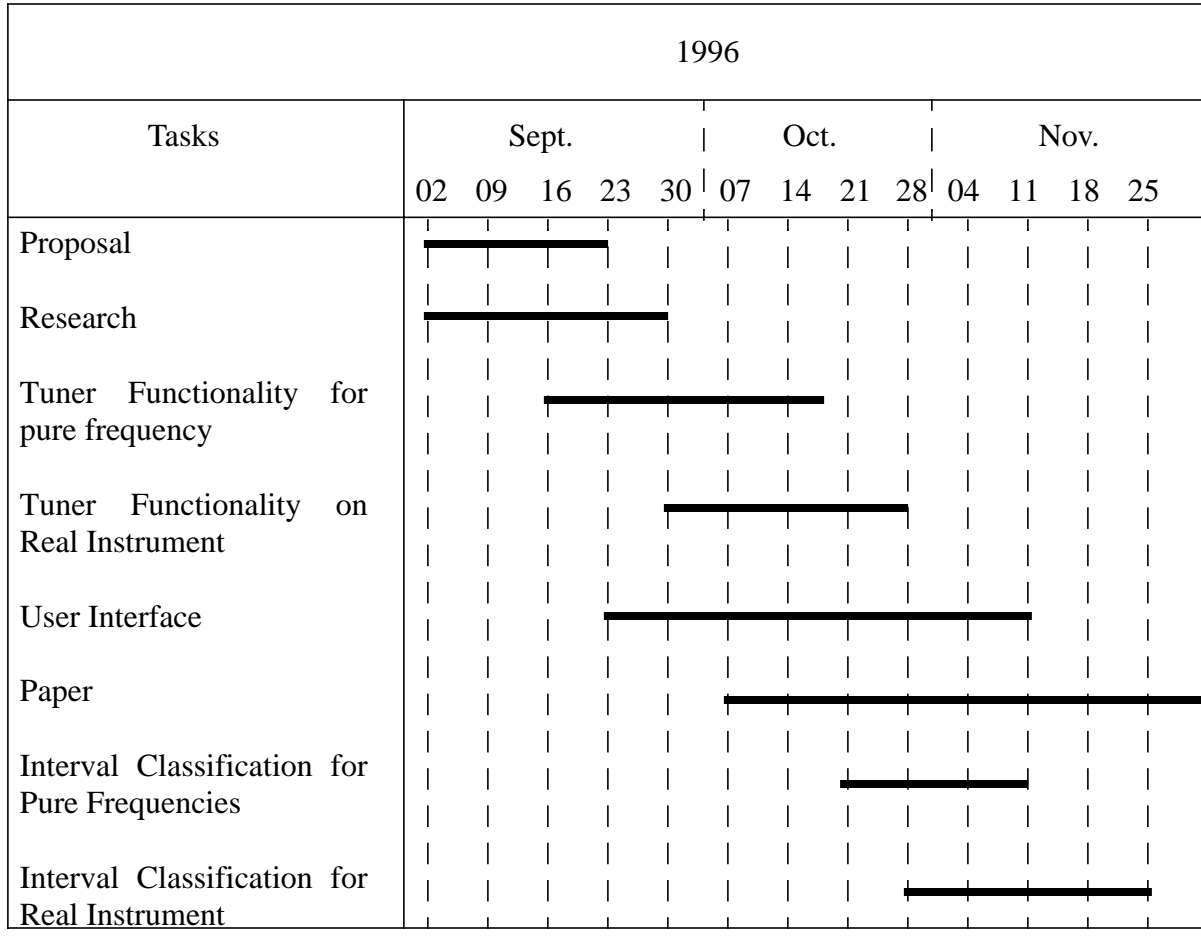 1996
Tasks Sept. Oct. Nov.
02 09 16 23 30 07 14 21 28 04 11 18 25
Proposal
Research
Tuner Functionality for
pure frequency
Tuner Functionality on
Real Instrument
User Interface
Paper
Interval Classification for
Pure Frequencies
Interval Classification for
Real Instrument